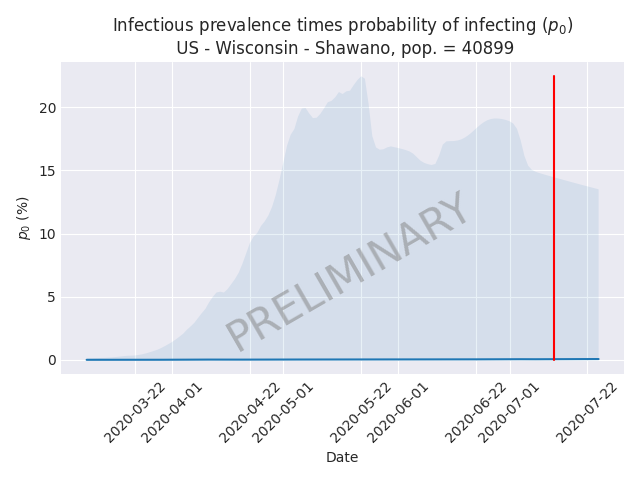 Infectious prevalence times probability of infecting (p₀)
US - Wisconsin - Shawano, pop. = 40899
p₀ (%)
20
15
10
5
0
PRELIMINARY
2020-03-22
2020-04-01
2020-04-22
2020-05-01
2020-05-22
2020-06-01
2020-06-22
2020-07-01
2020-07-22
Date